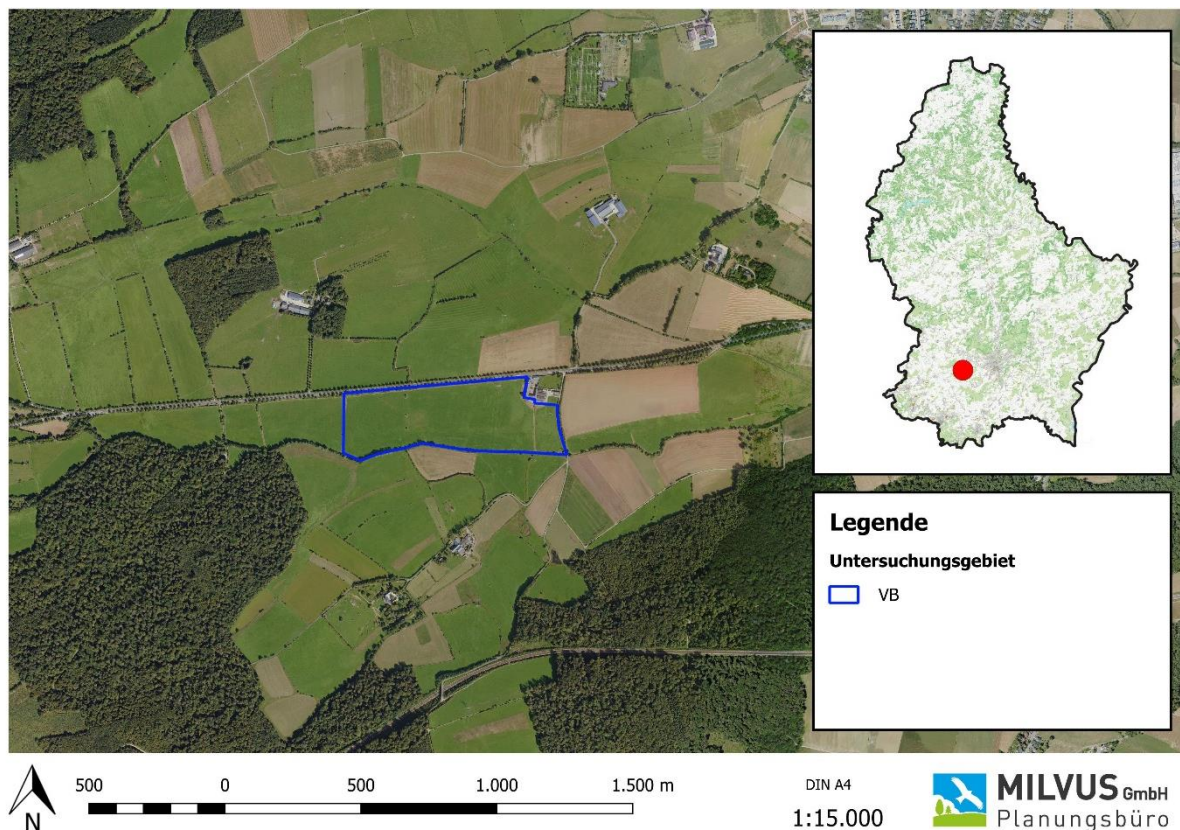 Legende
Untersuchungsgebiet
VB
N
500 0 500 1.000 1.500 m
DIN A4
1:15.000
MILVUS GmbH
Planungsbüro